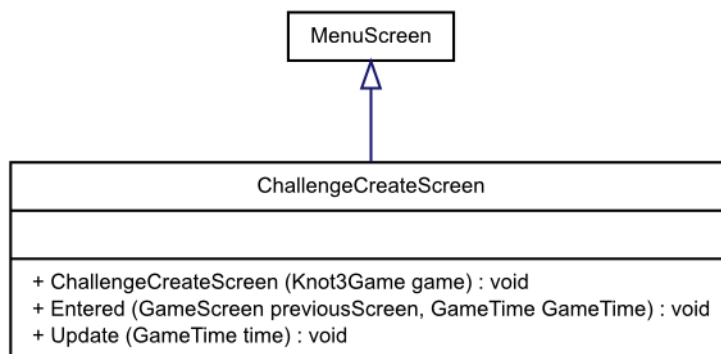 MenuScreen
ChallengeCreateScreen
+ ChallengeCreateScreen (Knot3Game game) : void
+ Entered (GameScreen previousScreen, GameTime GameTime) : void
+ Update (GameTime time) : void